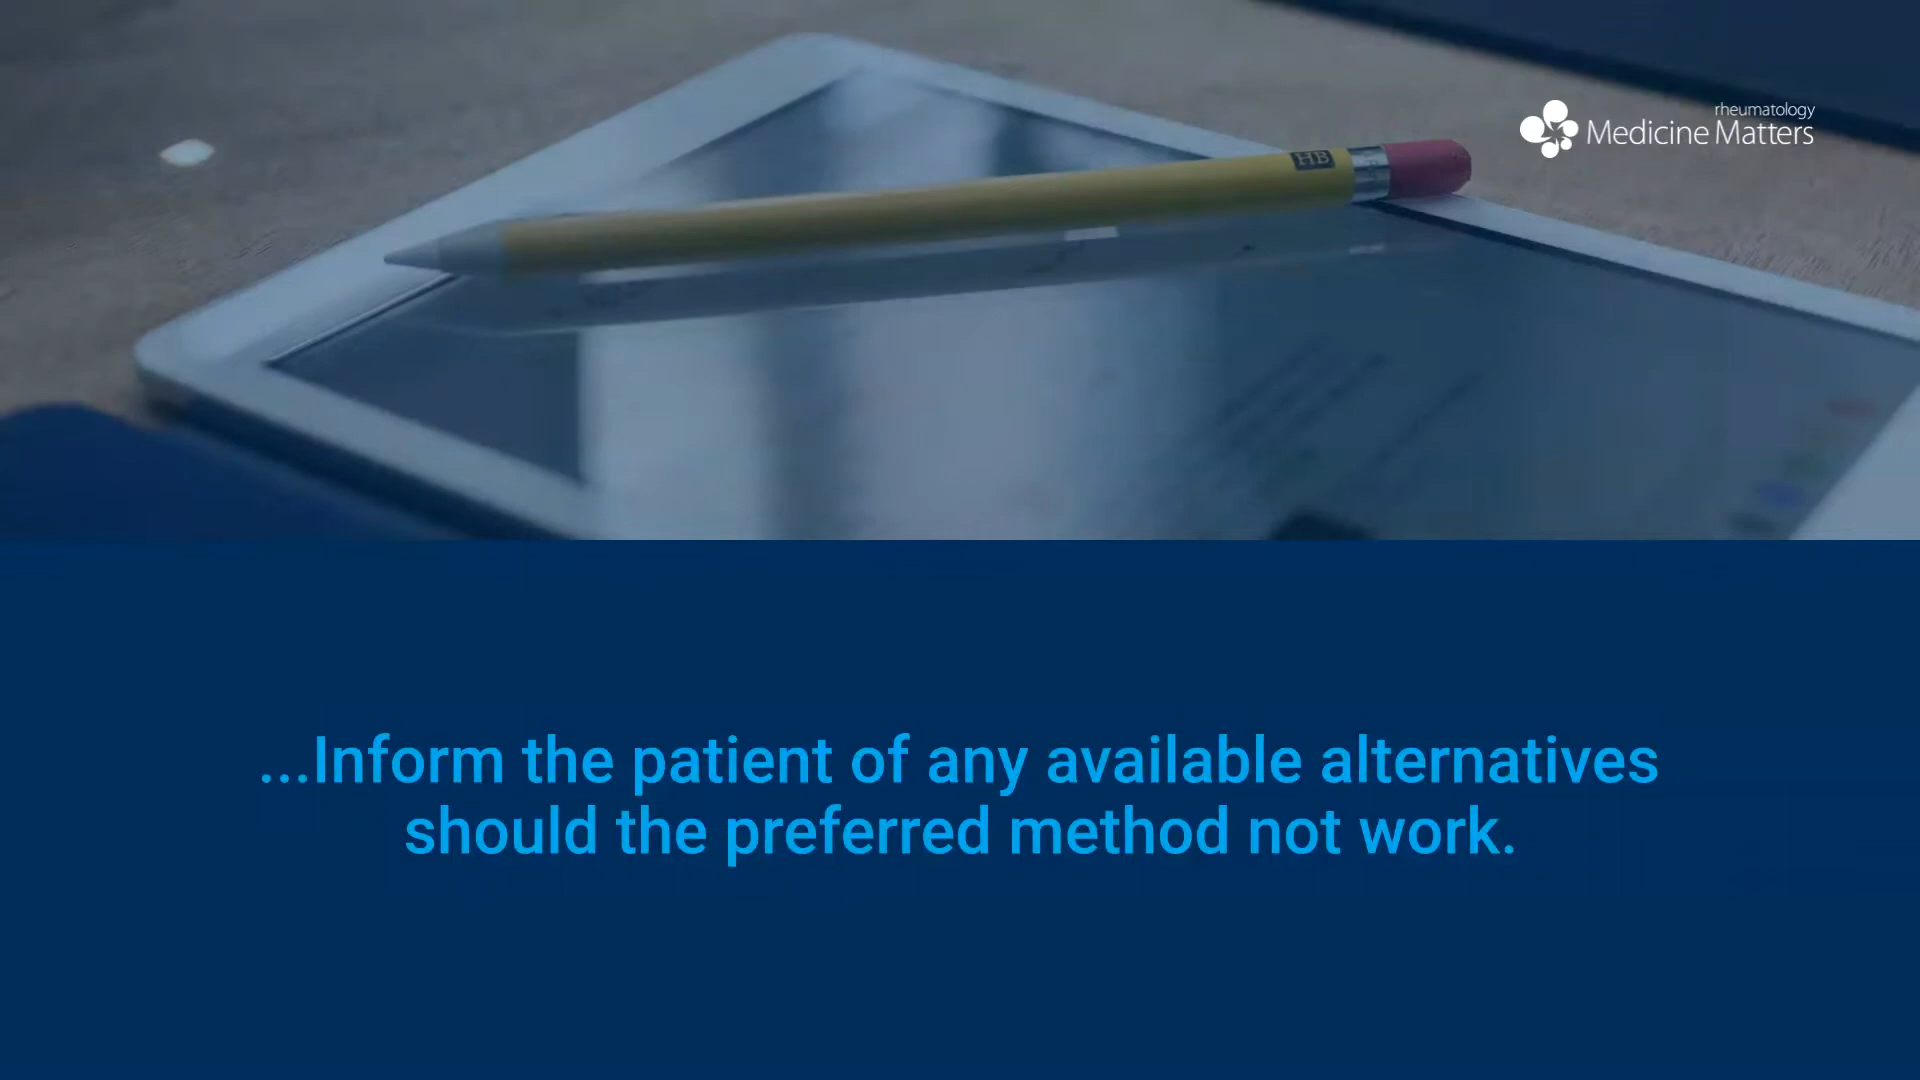 rheumatology
Medicine Matters
HB
...Inform the patient of any available alternatives
should the preferred method not work.